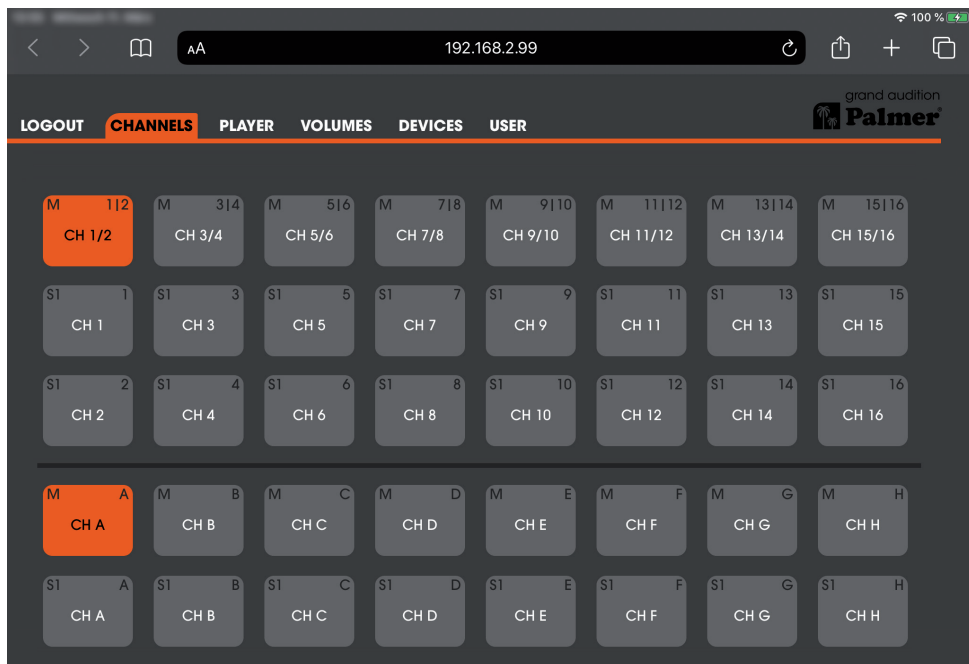 100 %
AA 192.168.2.99
grand audition
Palmer®
LOGOUT CHANNELS PLAYER VOLUMES DEVICES USER
M 1|2 M 3|4 M 5|6 M 7|8 M 9|10 M 11|12 M 13|14 M 15|16
CH 1/2 CH 3/4 CH 5/6 CH 7/8 CH 9/10 CH 11/12 CH 13/14 CH 15/16
S1 1 S1 3 S1 5 S1 7 S1 9 S1 11 S1 13 S1 15
CH 1 CH 3 CH 5 CH 7 CH 9 CH 11 CH 13 CH 15
S1 2 S1 4 S1 6 S1 8 S1 10 S1 12 S1 14 S1 16
CH 2 CH 4 CH 6 CH 8 CH 10 CH 12 CH 14 CH 16
M A M B M C M D M E M F M G M H
CH A CH B CH C CH D CH E CH F CH G CH H
S1 A S1 B S1 C S1 D S1 E S1 F S1 G S1 H
CH A CH B CH C CH D CH E CH F CH G CH H